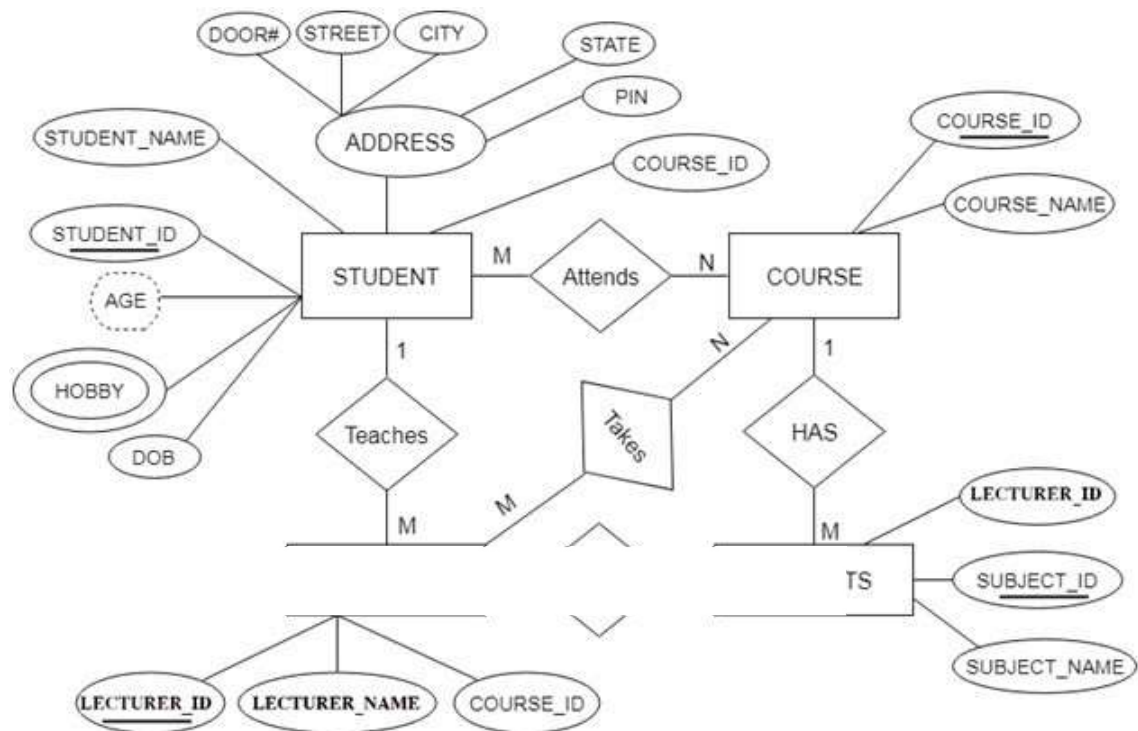 DOOR#
STREET
CITY
STATE
PIN
STUDENT_NAME
ADDRESS
COURSE_ID
COURSE_ID
COURSE_NAME
STUDENT_ID
STUDENT
M
Attends
N
COURSE
AGE
1
N
1
HOBBY
Teaches
Takes
HAS
DOB
LECTURER_ID
M
M
M
TS
SUBJECT_ID
SUBJECT_NAME
LECTURER_ID
LECTURER_NAME
COURSE_ID